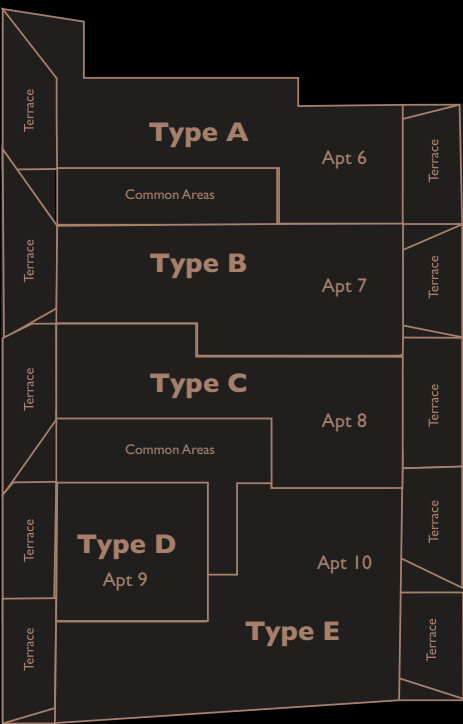 Terrace
Type A
Apt 6
Terrace
Common Areas
Terrace
Type B
Apt 7
Terrace
Terrace
Type C
Apt 8
Terrace
Common Areas
Terrace
Type D
Apt 9
Apt 10
Terrace
Terrace
Type E
Terrace